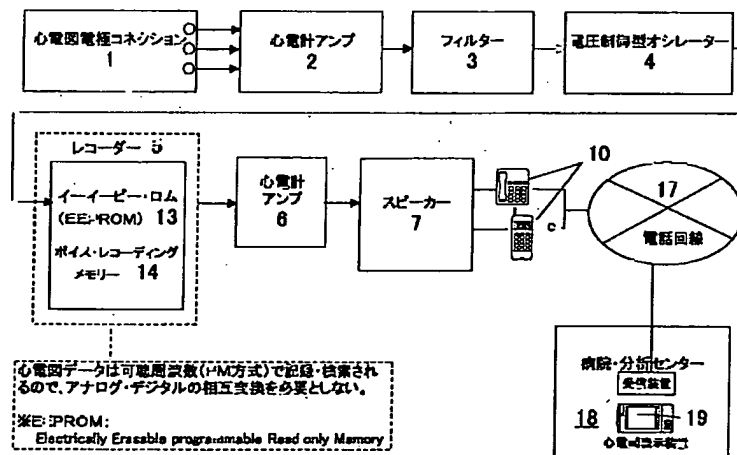 心電図電極コネクション
1
心電計アンプ
2
フィルター
3
電圧制御型オシレーター
4
レコーダー 5
イーイーピー・ロム
(EEPROM) 13
ボイス・レコーディング
メモリー 14
心電計
アンプ
6
スピーカー
7
10
c
17
電話回線
心電図データは可聴周波数(FM方式)で記録・検索され
るので、アナログ・デジタルの相互変換を必要としない。
※EEPROM:
Electrically Erasable programmable Read only Memory
病院・分析センター
受信装置
18
19
心電図表示装置